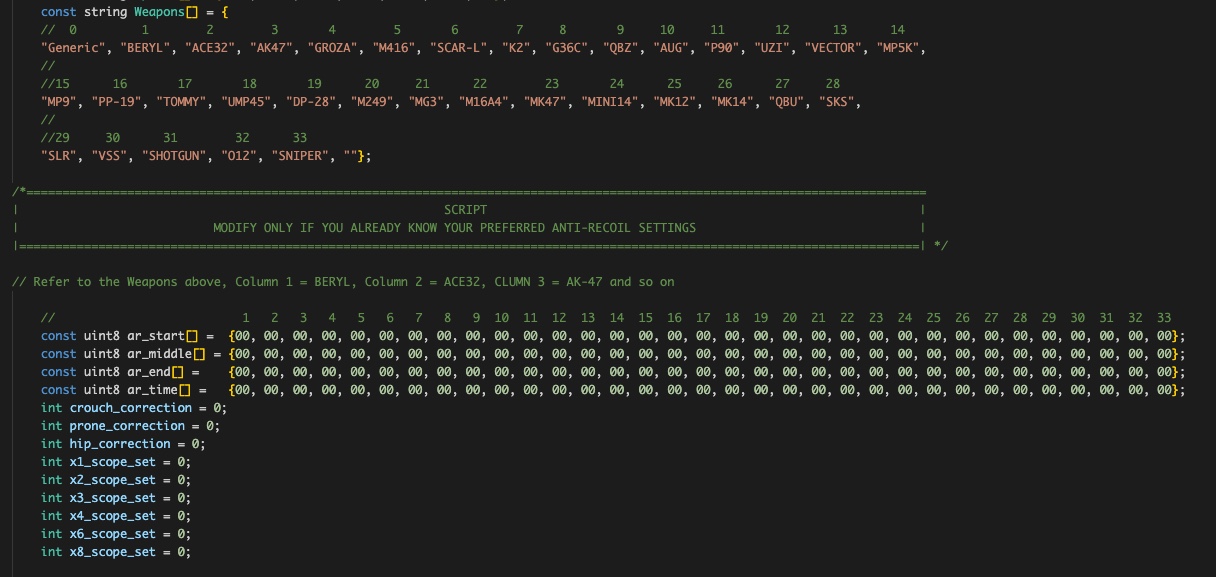 const string Weapons[] = {
// 0 1 2 3 4 5 6 7 8 9 10 11 12 13 14
"Generic", "BERYL", "ACE32", "AK47", "GROZA", "M416", "SCAR-L", "K2", "G36C", "QBZ", "AUG", "P90", "UZI", "VECTOR", "MP5K",
//
//15 16 17 18 19 20 21 22 23 24 25 26 27 28
"MP9", "PP-19", "TOMMY", "UMP45", "DP-28", "M249", "MG3", "M16A4", "MK47", "MINI14", "MK12", "MK14", "QBU", "SKS",
//
//29 30 31 32 33
"SLR", "VSS", "SHOTGUN", "O12", "SNIPER", ""};
/*=============================================================================================================================
| SCRIPT |
| MODIFY ONLY IF YOU ALREADY KNOW YOUR PREFERRED ANTI-RECOIL SETTINGS |
|=============================================================================================================================| */
// Refer to the Weapons above, Column 1 = BERYL, Column 2 = ACE32, CLUMN 3 = AK-47 and so on
// 1 2 3 4 5 6 7 8 9 10 11 12 13 14 15 16 17 18 19 20 21 22 23 24 25 26 27 28 29 30 31 32 33
const uint8 ar_start[] = {00, 00, 00, 00, 00, 00, 00, 00, 00, 00, 00, 00, 00, 00, 00, 00, 00, 00, 00, 00, 00, 00, 00, 00, 00, 00, 00, 00, 00, 00, 00, 00, 00};
const uint8 ar_middle[] = {00, 00, 00, 00, 00, 00, 00, 00, 00, 00, 00, 00, 00, 00, 00, 00, 00, 00, 00, 00, 00, 00, 00, 00, 00, 00, 00, 00, 00, 00, 00, 00, 00};
const uint8 ar_end[] = {00, 00, 00, 00, 00, 00, 00, 00, 00, 00, 00, 00, 00, 00, 00, 00, 00, 00, 00, 00, 00, 00, 00, 00, 00, 00, 00, 00, 00, 00, 00, 00, 00};
const uint8 ar_time[] = {00, 00, 00, 00, 00, 00, 00, 00, 00, 00, 00, 00, 00, 00, 00, 00, 00, 00, 00, 00, 00, 00, 00, 00, 00, 00, 00, 00, 00, 00, 00, 00, 00};
int crouch_correction = 0;
int prone_correction = 0;
int hip_correction = 0;
int x1_scope_set = 0;
int x2_scope_set = 0;
int x3_scope_set = 0;
int x4_scope_set = 0;
int x6_scope_set = 0;
int x8_scope_set = 0;